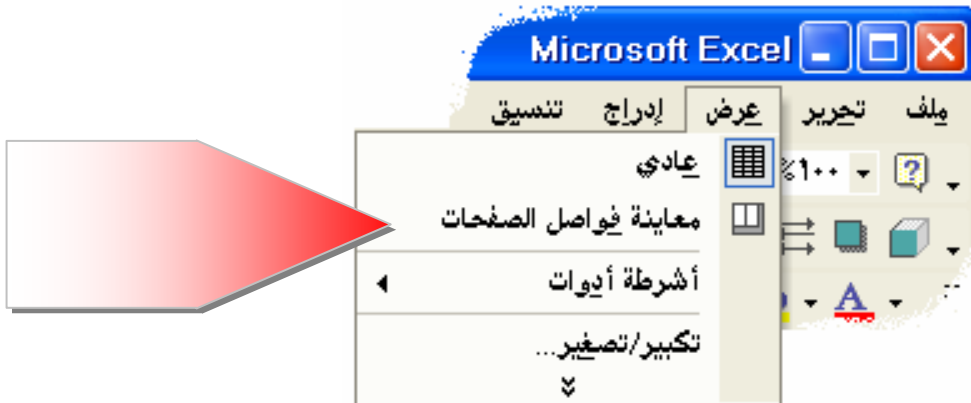 Microsoft Excel
ملف تحرير عرض إدراج تنسيق
١٠٠%
عادي
معاينة فواصل الصفحات
أشرطة أدوات
تكبير/تصغير...
A